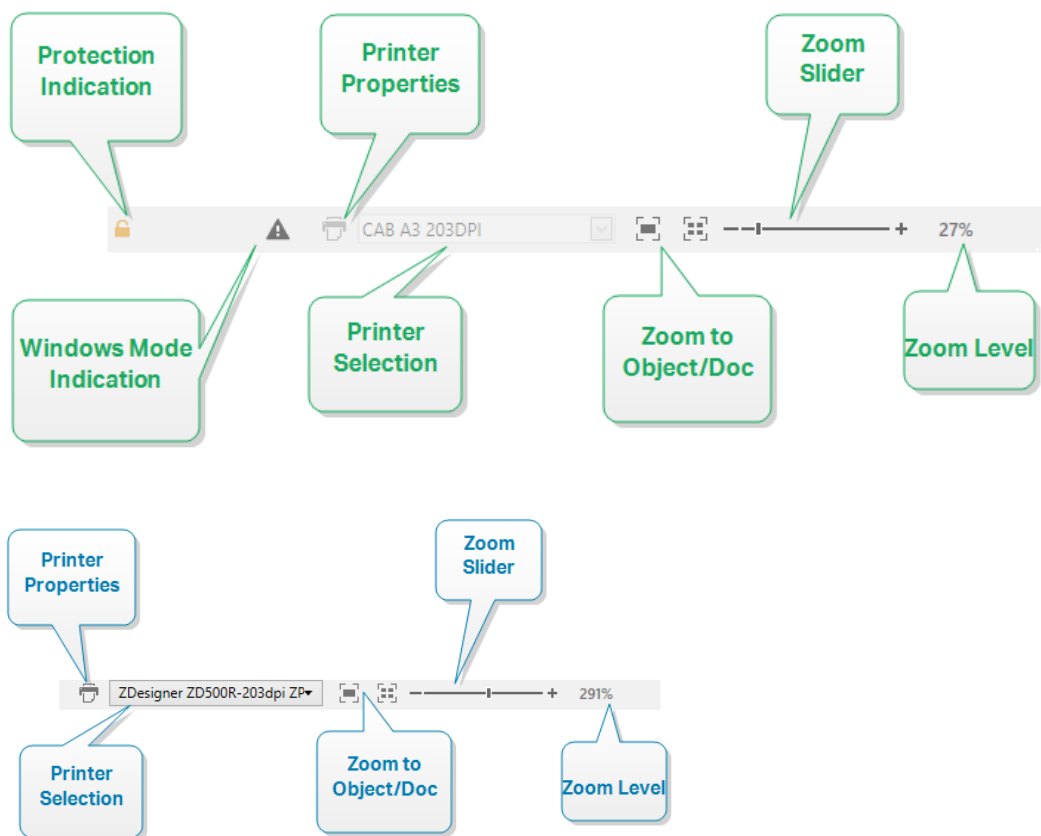 Protection
Indication
Printer
Properties
Zoom
Slider
CAB A3 203DPI
27%
Windows Mode
Indication
Printer
Selection
Zoom to
Object/Doc
Zoom Level
Printer
Properties
Zoom
Slider
ZDesigner ZD500R-203dpi ZP
291%
Printer
Selection
Zoom to
Object/Doc
Zoom Level